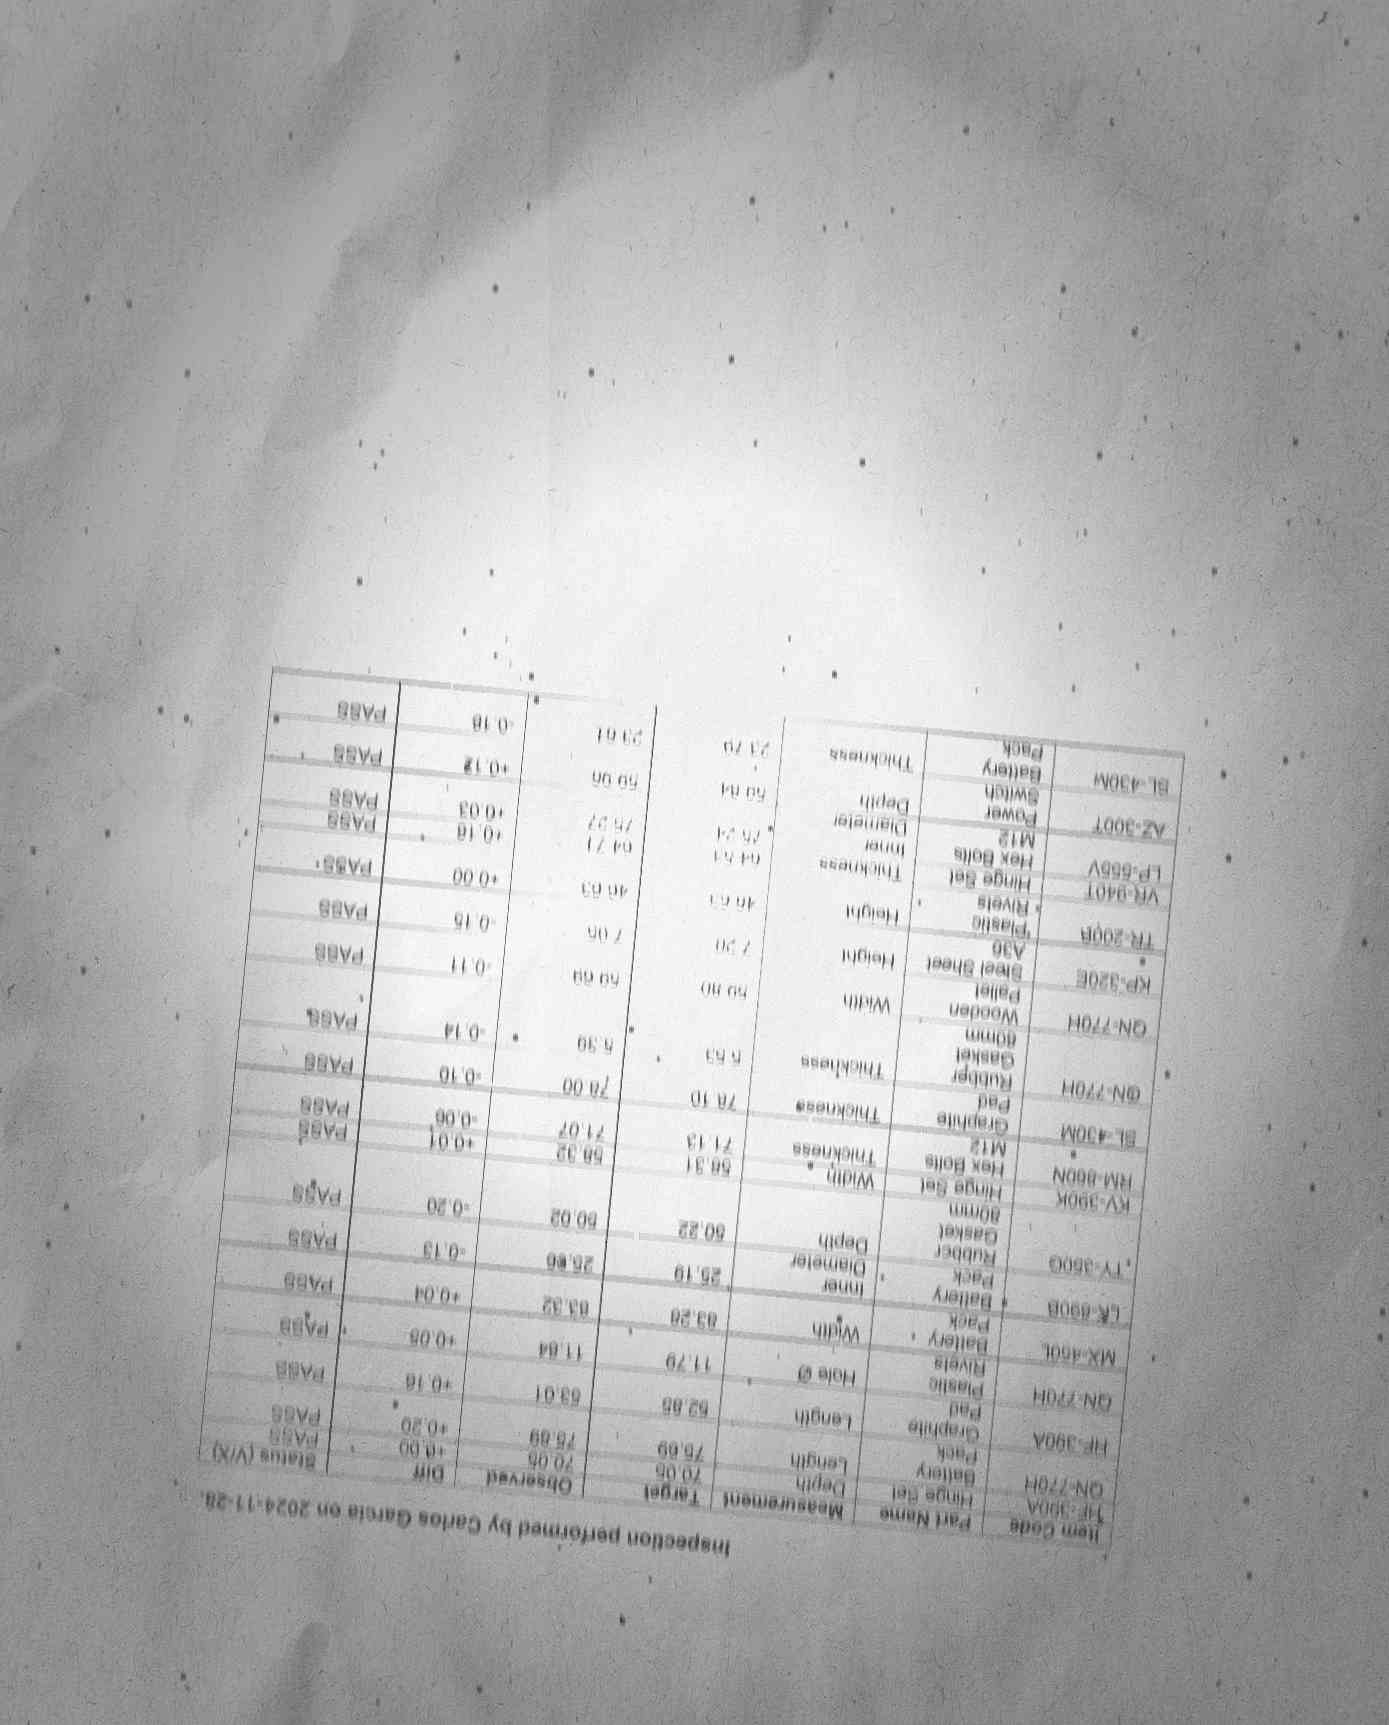 Inspection performed by Carlos Garcia on 2024-11-28.
Item Code Part Name Measurement Target Observed Diff Status (V/X)
HF-390A Hinge Set Depth 70.05 70.05 +0.00 PASS
QN-770H Battery Length 75.69 75.89 +0.20 PASS
Pack
HF-390A Graphite Length 52.85 53.01 +0.16 PASS
Pad
QN-770H Plastic Hole Ø 11.79 11.84 +0.05 PASS
Rivets
MX-460L Battery Width 83.28 83.32 +0.04 PASS
Pack
LK-890B Battery Inner 25.19 25.06 -0.13 PASS
Pack Diameter
TY-350G Rubber Depth 50.22 50.02 -0.20 PASS
Gasket
80mm
KV-390K Hinge Set Width 58.31 58.32 +0.01 PASS
RM-860N Hex Bolts Thickness 71.13 71.07 -0.06 PASS
M12
BL-430M Graphite Thickness 78.10 78.00 -0.10 PASS
Pad
QN-770H Rubber Thickness 5.53 5.39 -0.14 PASS
Gasket
80mm
QN-770H Wooden Width 59.80 59.69 -0.11 PASS
Pallet
KP-320E Steel Sheet Height 7.20 7.05 -0.15 PASS
A36
Plastic Height 46.63 46.63 +0.00 PASS
Rivets
VR-940T Hinge Set Thickness 64.53 64.71 +0.18 PASS
LP-555V Hex Bolts Inner 75.24 75.27 +0.03 PASS
M12 Diameter
AZ-300T Power Depth 59.84 59.96 +0.12 PASS
Switch
BL-430M Battery Thickness 23.79 23.61 -0.18 PASS
Pack